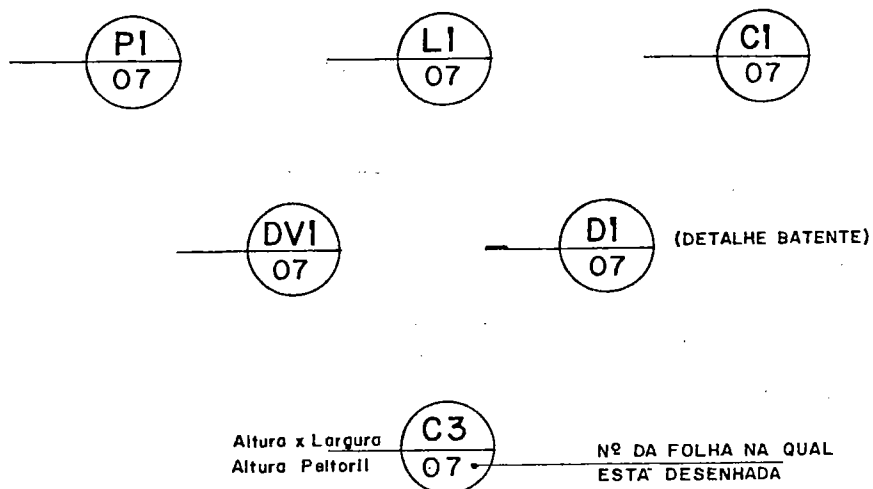 P1 L1 C1
07 07 07
DV1 D1 (DETALHE BATENTE)
07 07
Altura x Largura C3 Nº DA FOLHA NA QUAL
Altura Peitoril 07 ESTÁ DESENHADA